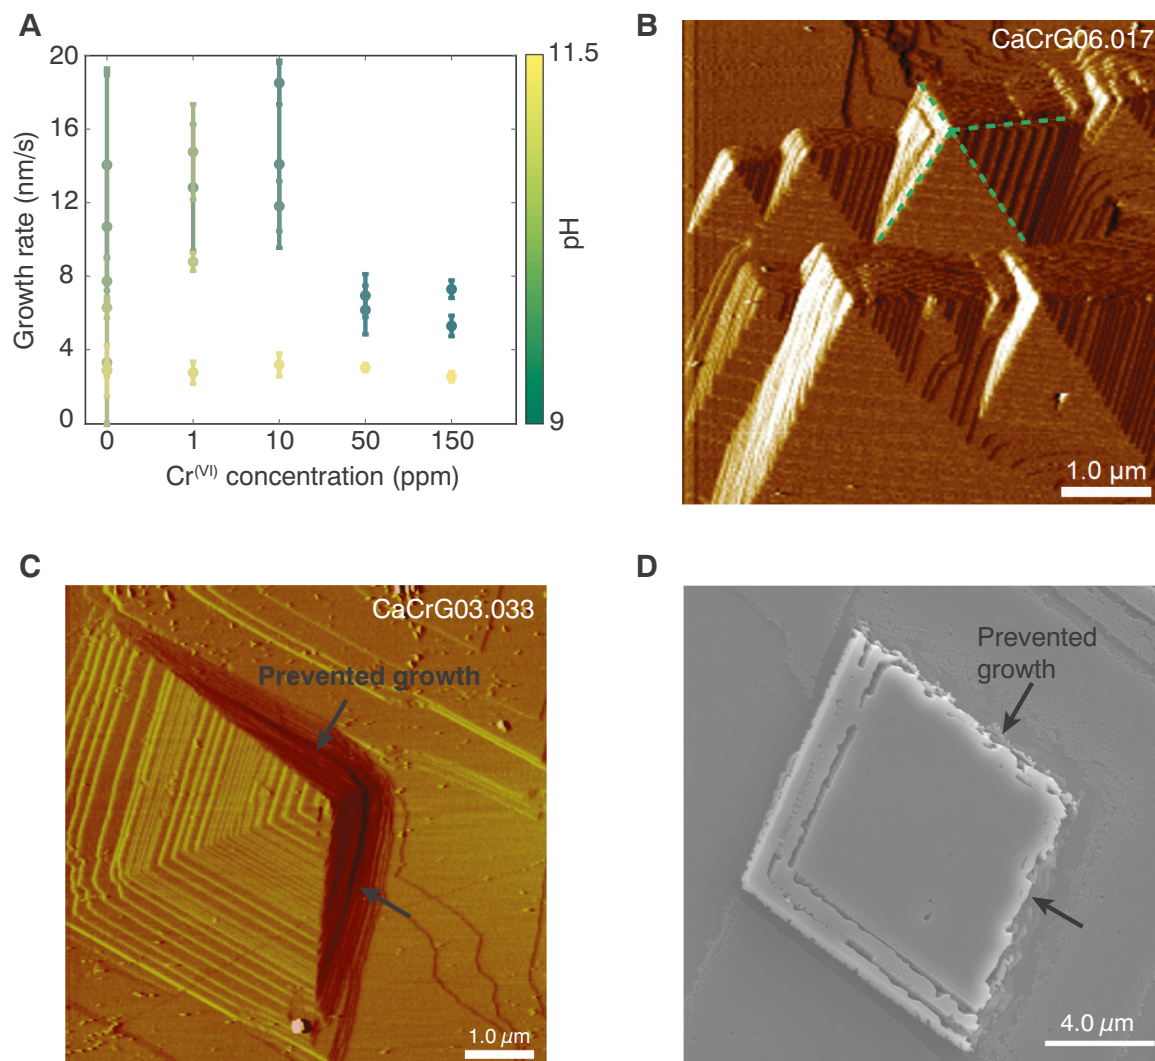 A
20
16
12
8
4
0
Growth rate (nm/s)
0 1 10 50 150
Cr(VI) concentration (ppm)
11.5
pH
9
B
CaCrG06.017
1.0 µm
C
CaCrG03.033
Prevented growth
1.0 µm
D
Prevented
growth
4.0 µm